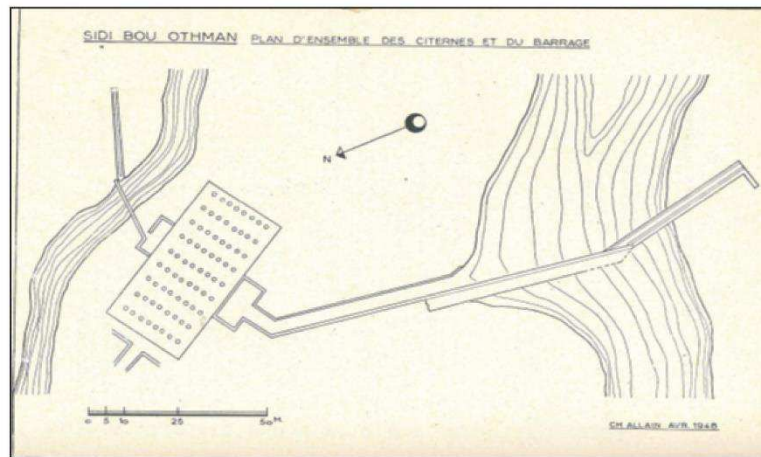 SIDI BOU OTHMAN PLAN D'ENSEMBLE DES CITERNES ET DU BARRAGE
N
0 5 10 25 50 M.
CH ALLAIN AVR. 1948